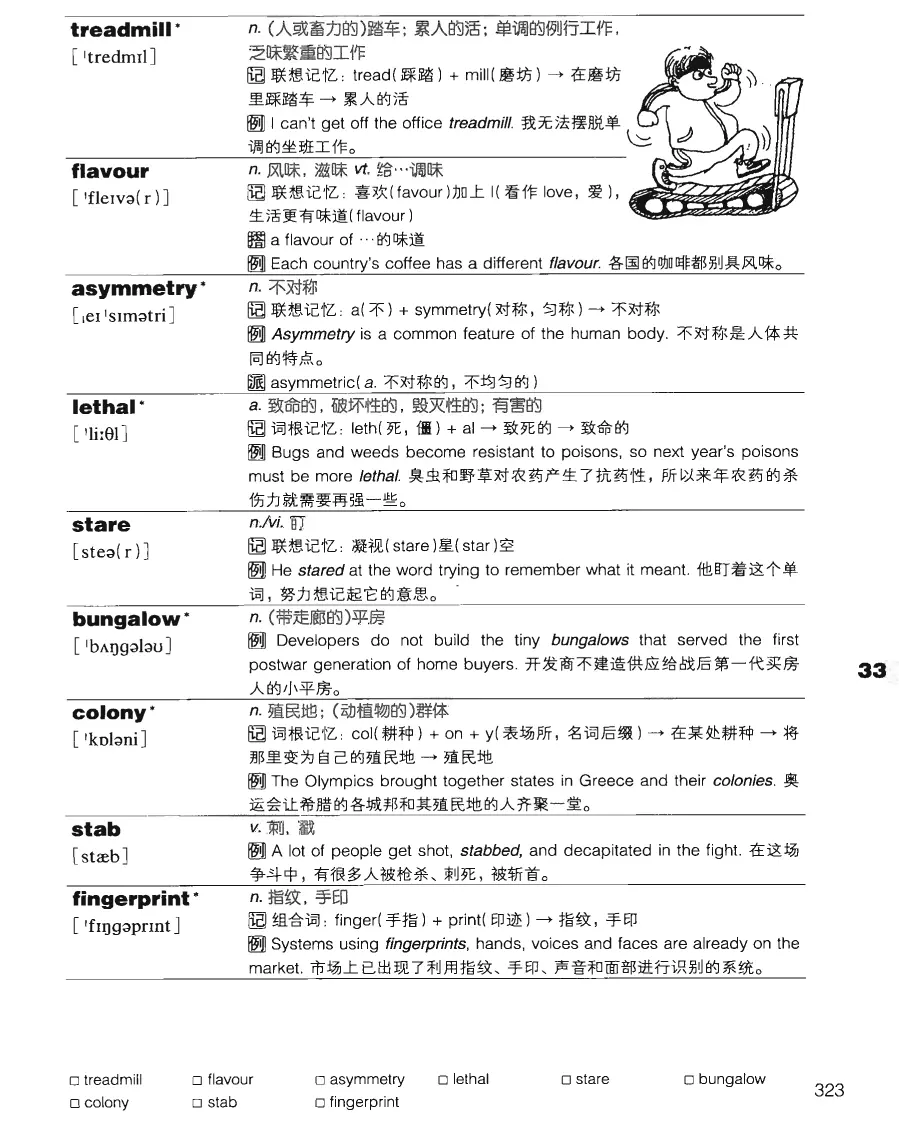 treadmill* n. (人或畜力的)踏车; 累人的活; 单调的例行工作,
[ˈtredmɪl] 乏味繁重的工作
记 联想记忆: tread(踩踏) + mill(磨坊) → 在磨坊
里踩踏车 → 累人的活
例 I can't get off the office treadmill. 我无法摆脱单
调的坐班工作。
flavour n. 风味, 滋味 vt. 给…调味
[ˈfleɪvə(r)] 记 联想记忆: 喜欢(favour)加上 l(看作 love, 爱),
生活更有味道(flavour)
搭 a flavour of …的味道
例 Each country's coffee has a different flavour. 各国的咖啡都别具风味。
asymmetry* n. 不对称
[ˌeɪˈsɪmətri] 记 联想记忆: a(不) + symmetry(对称, 匀称) → 不对称
例 Asymmetry is a common feature of the human body. 不对称是人体共
同的特点。
派 asymmetric(a. 不对称的, 不均匀的)
lethal* a. 致命的, 破坏性的, 毁灭性的; 有害的
[ˈliːθl] 记 词根记忆: leth(死, 僵) + al → 致死的 → 致命的
例 Bugs and weeds become resistant to poisons, so next year's poisons
must be more lethal. 臭虫和野草对农药产生了抗药性, 所以来年农药的杀
伤力就需要再强一些。
stare n./vi. 盯
[steə(r)] 记 联想记忆: 凝视(stare)星(star)空
例 He stared at the word trying to remember what it meant. 他盯着这个单
词, 努力想记起它的意思。
bungalow* n. (带走廊的)平房
[ˈbʌŋɡələʊ] 例 Developers do not build the tiny bungalows that served the first
postwar generation of home buyers. 开发商不建造供应给战后第一代买房
人的小平房。
33
colony* n. 殖民地; (动植物的)群体
[ˈkɒləni] 记 词根记忆: col(耕种) + on + y(表场所, 名词后缀) → 在某处耕种 → 将
那里变为自己的殖民地 → 殖民地
例 The Olympics brought together states in Greece and their colonies. 奥
运会让希腊的各城邦和其殖民地的人齐聚一堂。
stab v. 刺, 戳
[stæb] 例 A lot of people get shot, stabbed, and decapitated in the fight. 在这场
争斗中, 有很多人被枪杀、刺死, 被斩首。
fingerprint* n. 指纹, 手印
[ˈfɪŋɡəprɪnt] 记 组合词: finger(手指) + print(印迹) → 指纹, 手印
例 Systems using fingerprints, hands, voices and faces are already on the
market. 市场上已出现了利用指纹、手印、声音和面部进行识别的系统。
□ treadmill □ flavour □ asymmetry □ lethal □ stare □ bungalow
□ colony □ stab □ fingerprint
323